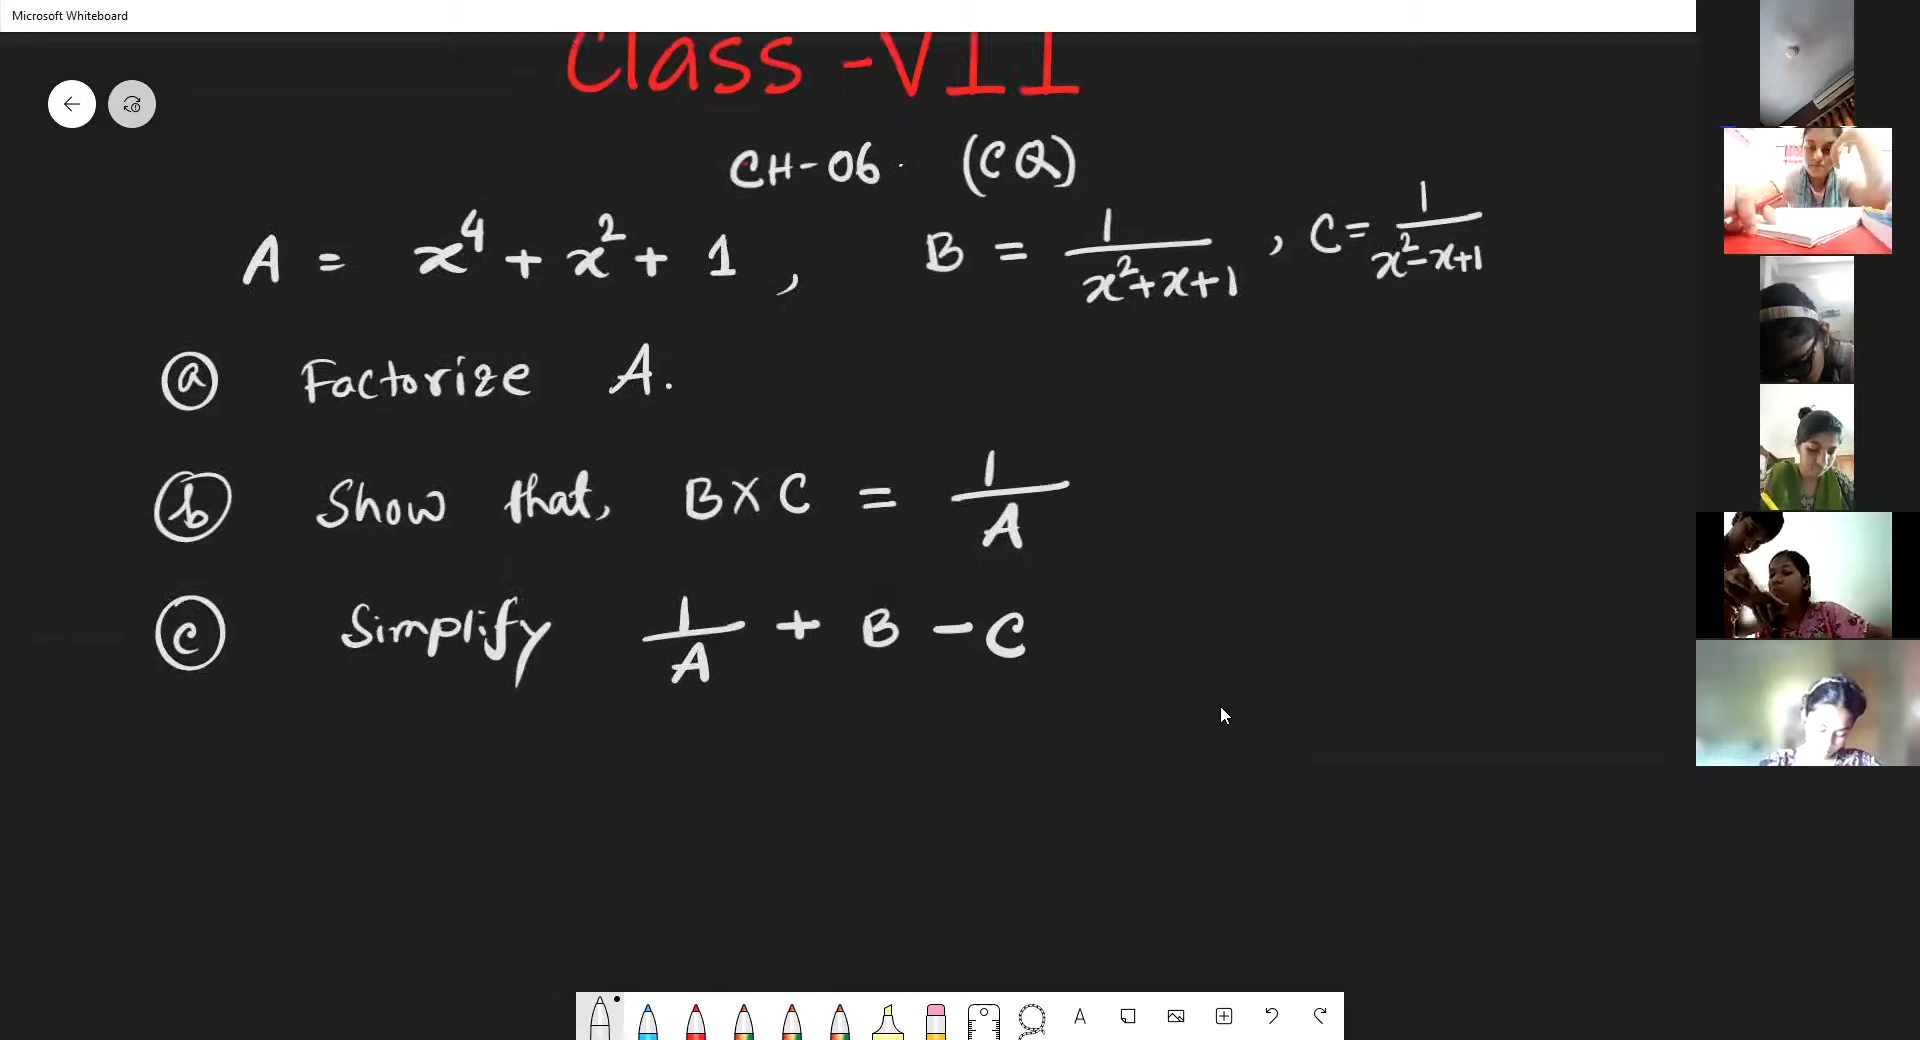 Microsoft Whiteboard
Class - VII
CH-06. (CQ)
A = x⁴ + x² + 1, B = 1/(x²+x+1), C = 1/(x²-x+1)
(a) Factorize A.
(b) Show that, B×C = 1/A
(c) Simplify 1/A + B - C